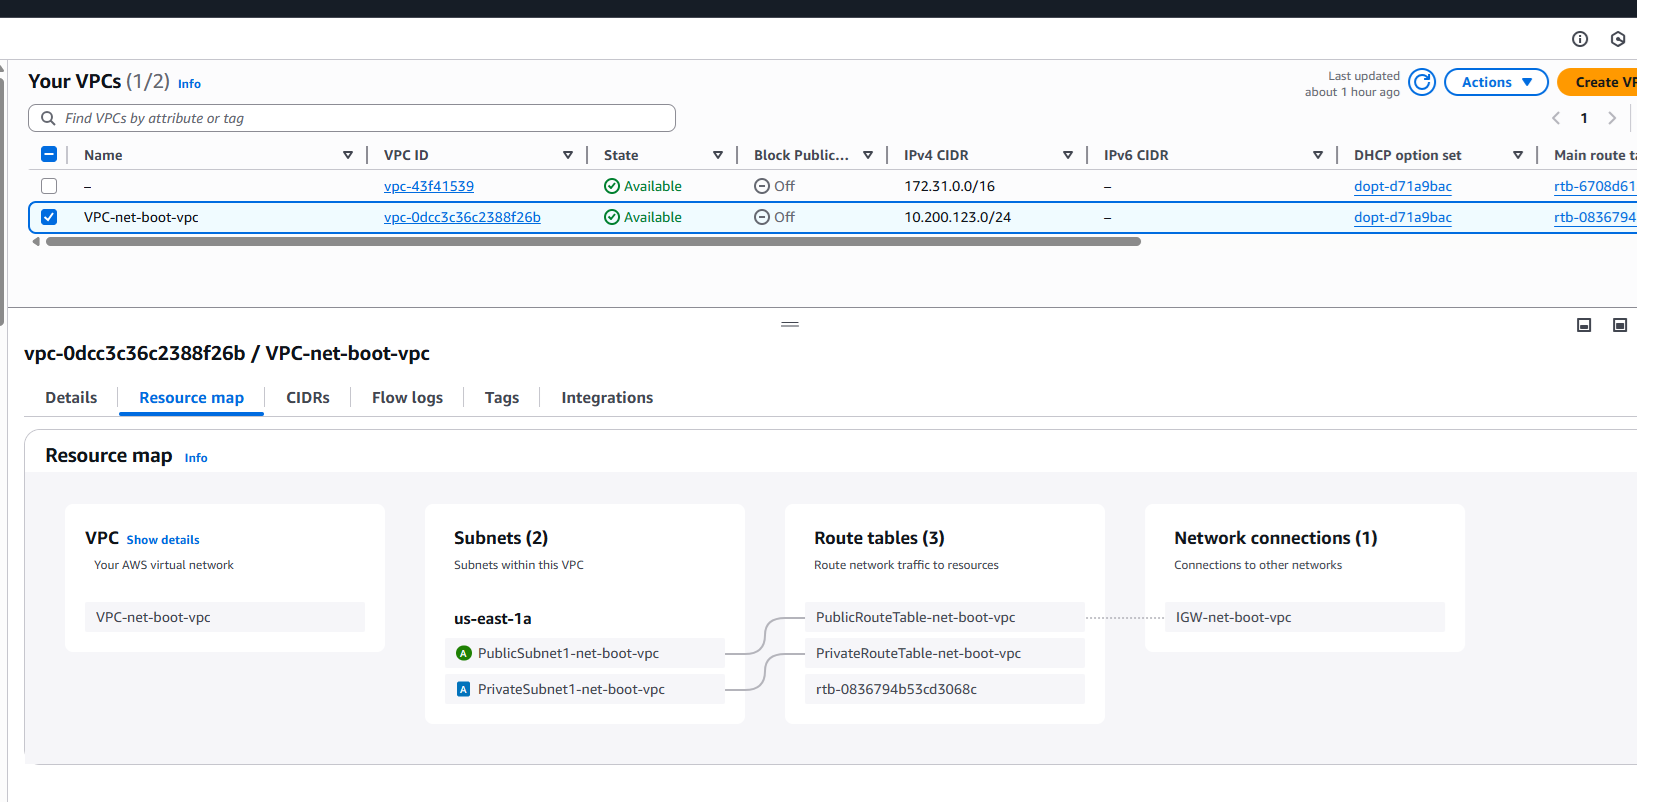 Your VPCs (1/2) Info
Last updated
about 1 hour ago
Actions
Create VP
Find VPCs by attribute or tag
1
Name VPC ID State Block Public... IPv4 CIDR IPv6 CIDR DHCP option set Main route ta
– vpc-43f41539 Available Off 172.31.0.0/16 – dopt-d71a9bac rtb-6708d61
VPC-net-boot-vpc vpc-0dcc3c36c2388f26b Available Off 10.200.123.0/24 – dopt-d71a9bac rtb-0836794
vpc-0dcc3c36c2388f26b / VPC-net-boot-vpc
Details Resource map CIDRs Flow logs Tags Integrations
Resource map Info
VPC Show details
Your AWS virtual network
VPC-net-boot-vpc
Subnets (2)
Subnets within this VPC
us-east-1a
A PublicSubnet1-net-boot-vpc
A PrivateSubnet1-net-boot-vpc
Route tables (3)
Route network traffic to resources
PublicRouteTable-net-boot-vpc
PrivateRouteTable-net-boot-vpc
rtb-0836794b53cd3068c
Network connections (1)
Connections to other networks
IGW-net-boot-vpc